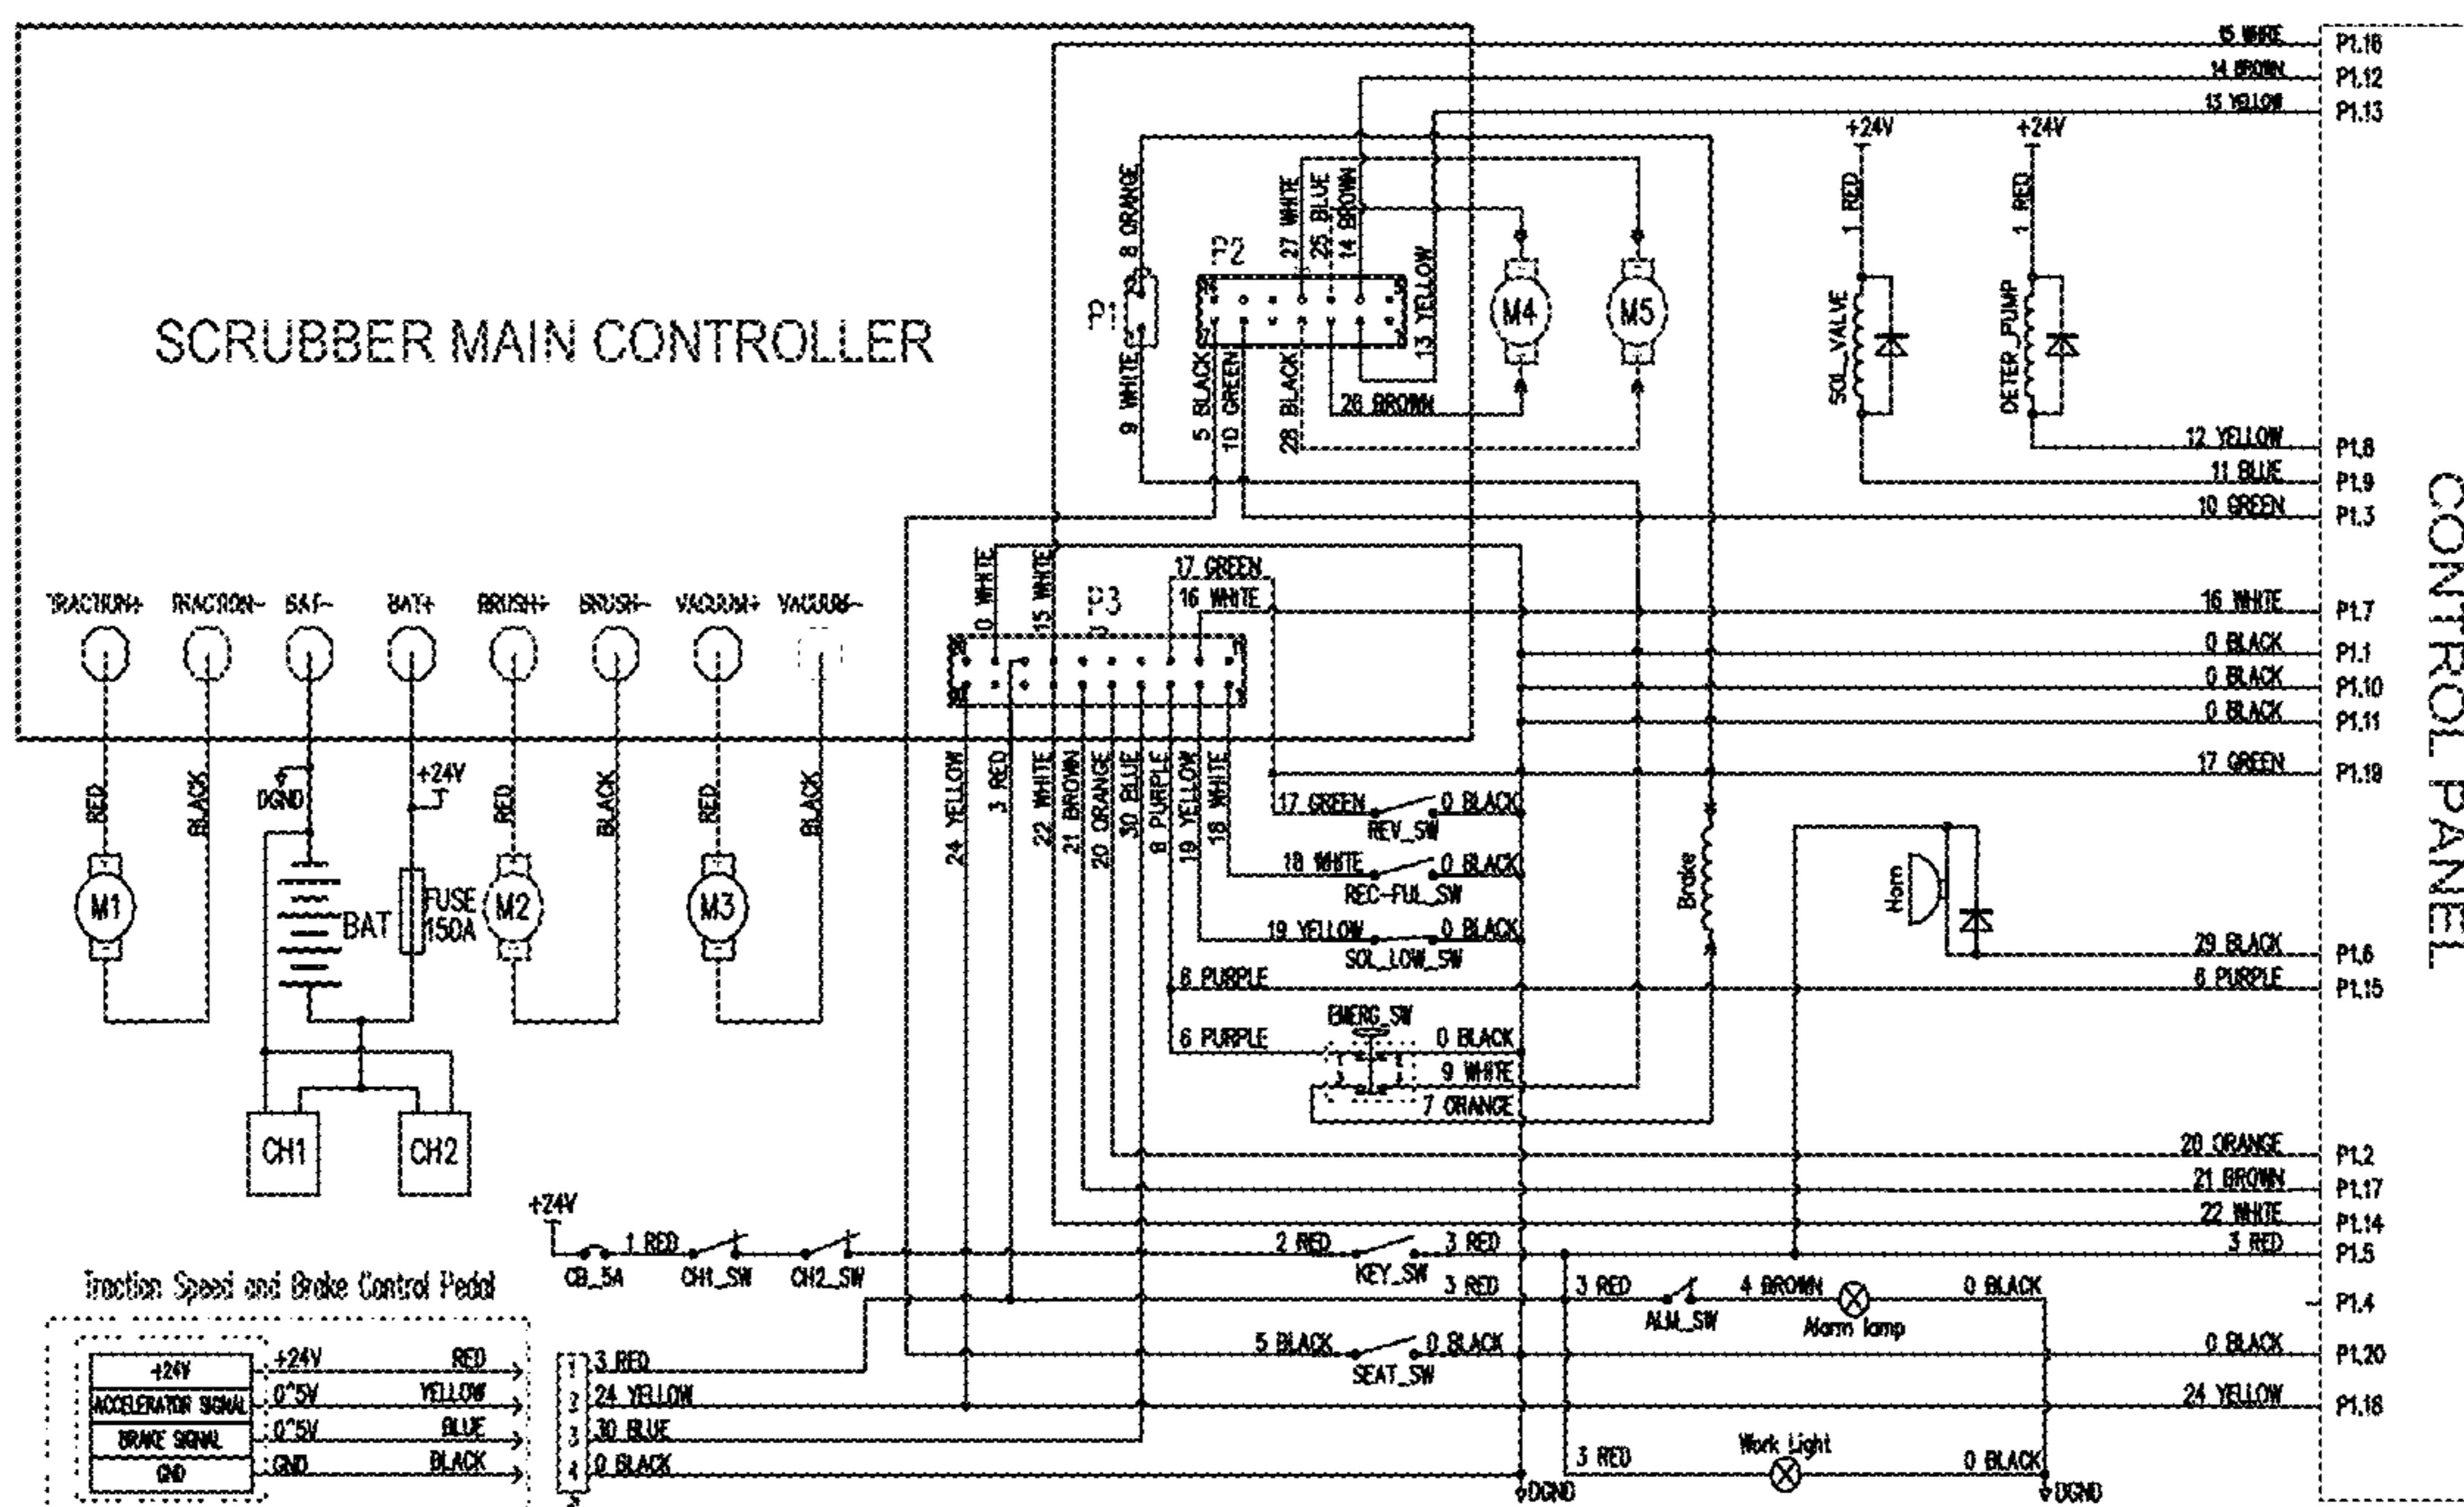 15 WHITE P1.16
14 BROWN P1.12
13 YELLOW P1.13
+24V +24V
1 RED 1 RED
SOL_VALVE DETER_PUMP
8 ORANGE
P2
27 WHITE
25 BLUE
14 BROWN
13 YELLOW
P1
M4 M5
SCRUBBER MAIN CONTROLLER
9 WHITE
5 BLACK
10 GREEN
28 BLACK
26 BROWN
12 YELLOW P1.8
11 BLUE P1.9
10 GREEN P1.3
CONTROL PANEL
0 WHITE
15 WHITE
P3
17 GREEN
16 WHITE
16 WHITE P1.7
0 BLACK P1.1
0 BLACK P1.10
0 BLACK P1.11
17 GREEN P1.19
TRACTION+ TRACTION- BAT- BAT+ BRUSH+ BRUSH- VACUUM+ VACUUM-
RED BLACK DGND +24V RED BLACK RED BLACK
24 YELLOW
3 RED
22 WHITE
21 BROWN
20 ORANGE
30 BLUE
19 YELLOW
18 WHITE
17 GREEN 0 BLACK
REV_SW
18 WHITE 0 BLACK
REC-FUL_SW
19 YELLOW 0 BLACK
SOL_LOW_SW
Brake
Horn
29 BLACK P1.6
6 PURPLE P1.15
M1 BAT FUSE 150A M2 M3
6 PURPLE
EMERG_SW
6 PURPLE 0 BLACK
9 WHITE
7 ORANGE
CH1 CH2
20 ORANGE P1.2
21 BROWN P1.17
22 WHITE P1.14
3 RED P1.5
+24V
CB_5A 1 RED CH1_SW CH2_SW 2 RED KEY_SW 3 RED
3 RED 3 RED ALM_SW 4 BROWN Alarm lamp 0 BLACK
P1.4
5 BLACK SEAT_SW 0 BLACK 0 BLACK P1.20
24 YELLOW P1.18
Traction Speed and Brake Control Pedal
+24V +24V RED 1 3 RED
ACCELERATOR SIGNAL 0~5V YELLOW 2 24 YELLOW
BRAKE SIGNAL 0~5V BLUE 3 30 BLUE
GND GND BLACK 4 0 BLACK
3 RED Work Light 0 BLACK
DGND DGND